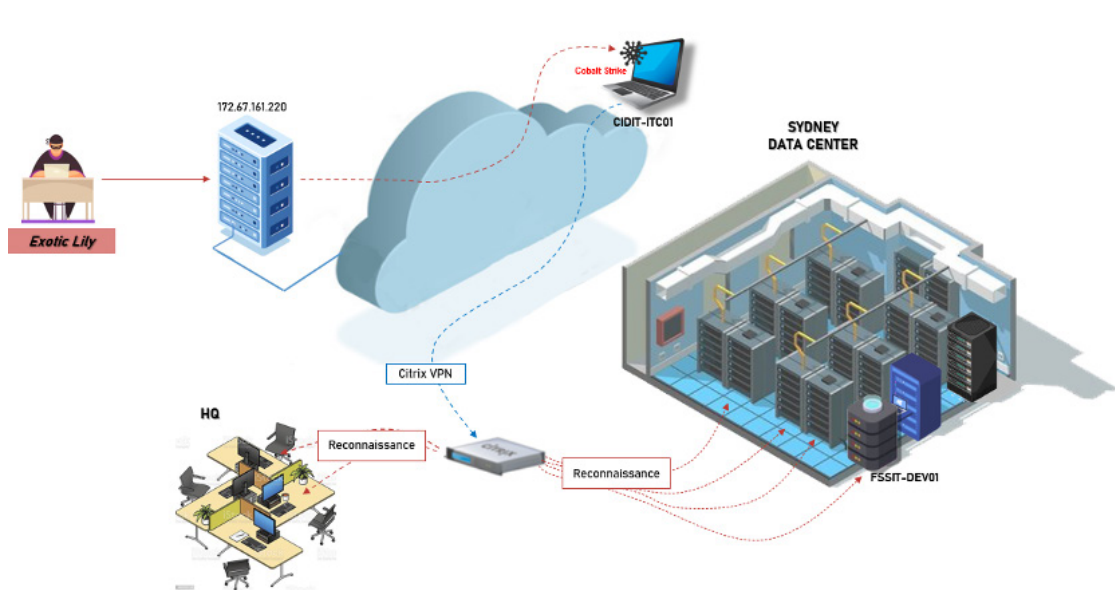 Cobalt Strike
172.67.161.220
CIDIT-ITC01
SYDNEY
DATA CENTER
Exotic Lily
Citrix VPN
HQ
Reconnaissance
citrix
Reconnaissance
FSSIT-DEV01